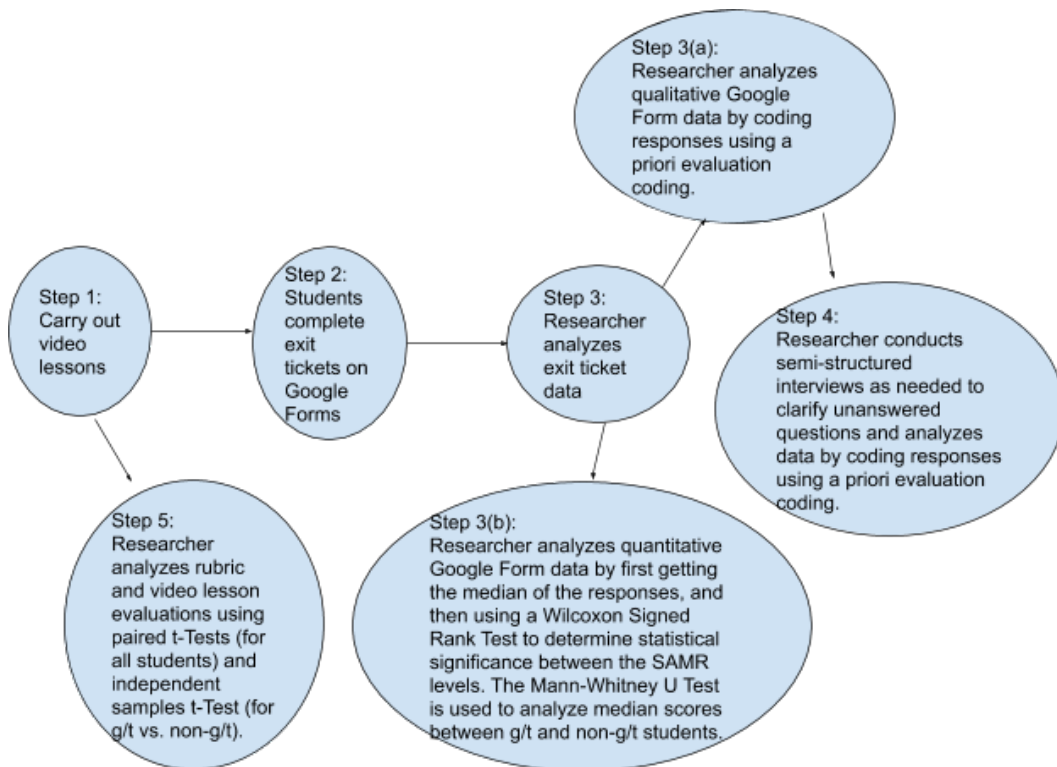 Step 1:
Carry out
video
lessons
Step 2:
Students
complete
exit
tickets on
Google
Forms
Step 3:
Researcher
analyzes
exit ticket
data
Step 3(a):
Researcher analyzes
qualitative Google
Form data by coding
responses using a
priori evaluation
coding.
Step 4:
Researcher conducts
semi-structured
interviews as needed to
clarify unanswered
questions and analyzes
data by coding responses
using a priori evaluation
coding.
Step 5:
Researcher
analyzes rubric
and video lesson
evaluations using
paired t-Tests (for
all students) and
independent
samples t-Test (for
g/t vs. non-g/t).
Step 3(b):
Researcher analyzes quantitative
Google Form data by first getting
the median of the responses, and
then using a Wilcoxon Signed
Rank Test to determine statistical
significance between the SAMR
levels. The Mann-Whitney U Test
is used to analyze median scores
between g/t and non-g/t students.